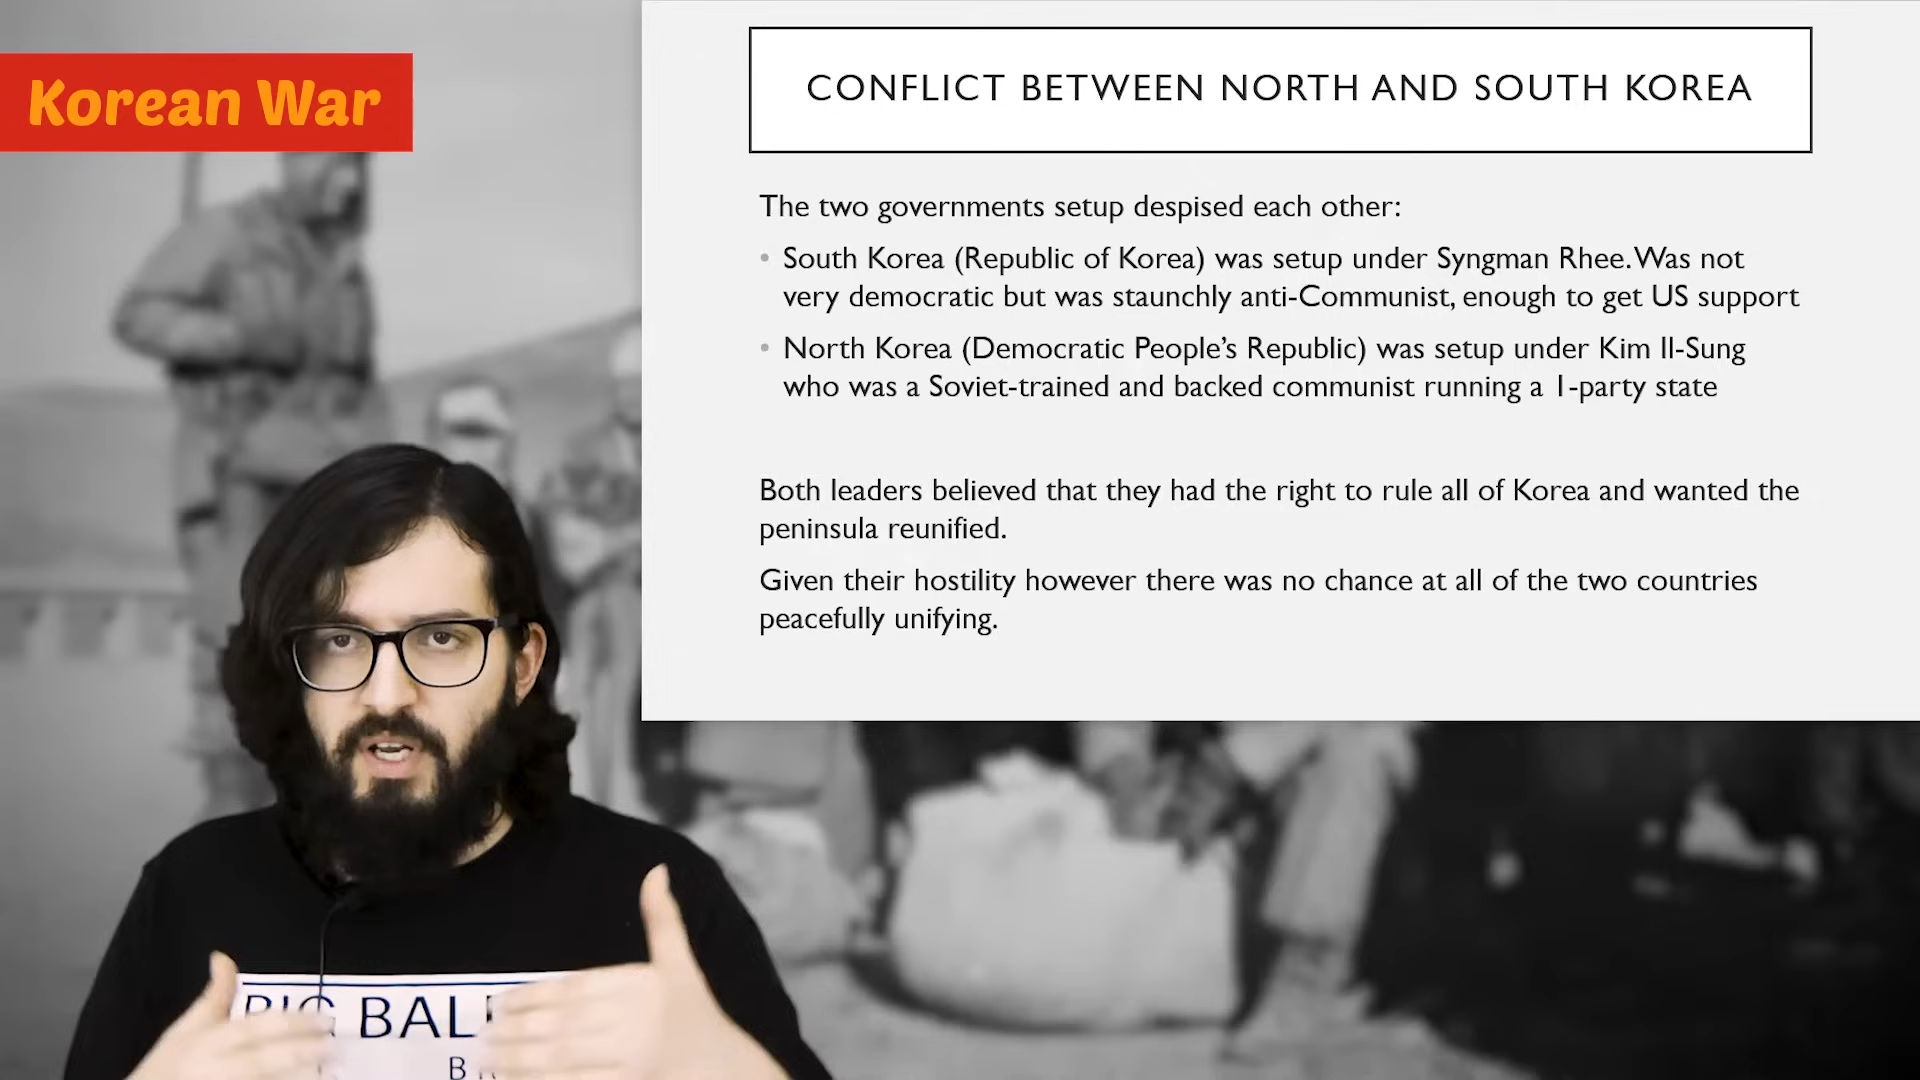 Korean War
CONFLICT BETWEEN NORTH AND SOUTH KOREA
The two governments setup despised each other:
• South Korea (Republic of Korea) was setup under Syngman Rhee. Was not
very democratic but was staunchly anti-Communist, enough to get US support
• North Korea (Democratic People's Republic) was setup under Kim Il-Sung
who was a Soviet-trained and backed communist running a 1-party state
Both leaders believed that they had the right to rule all of Korea and wanted the
peninsula reunified.
Given their hostility however there was no chance at all of the two countries
peacefully unifying.
BIG BAL